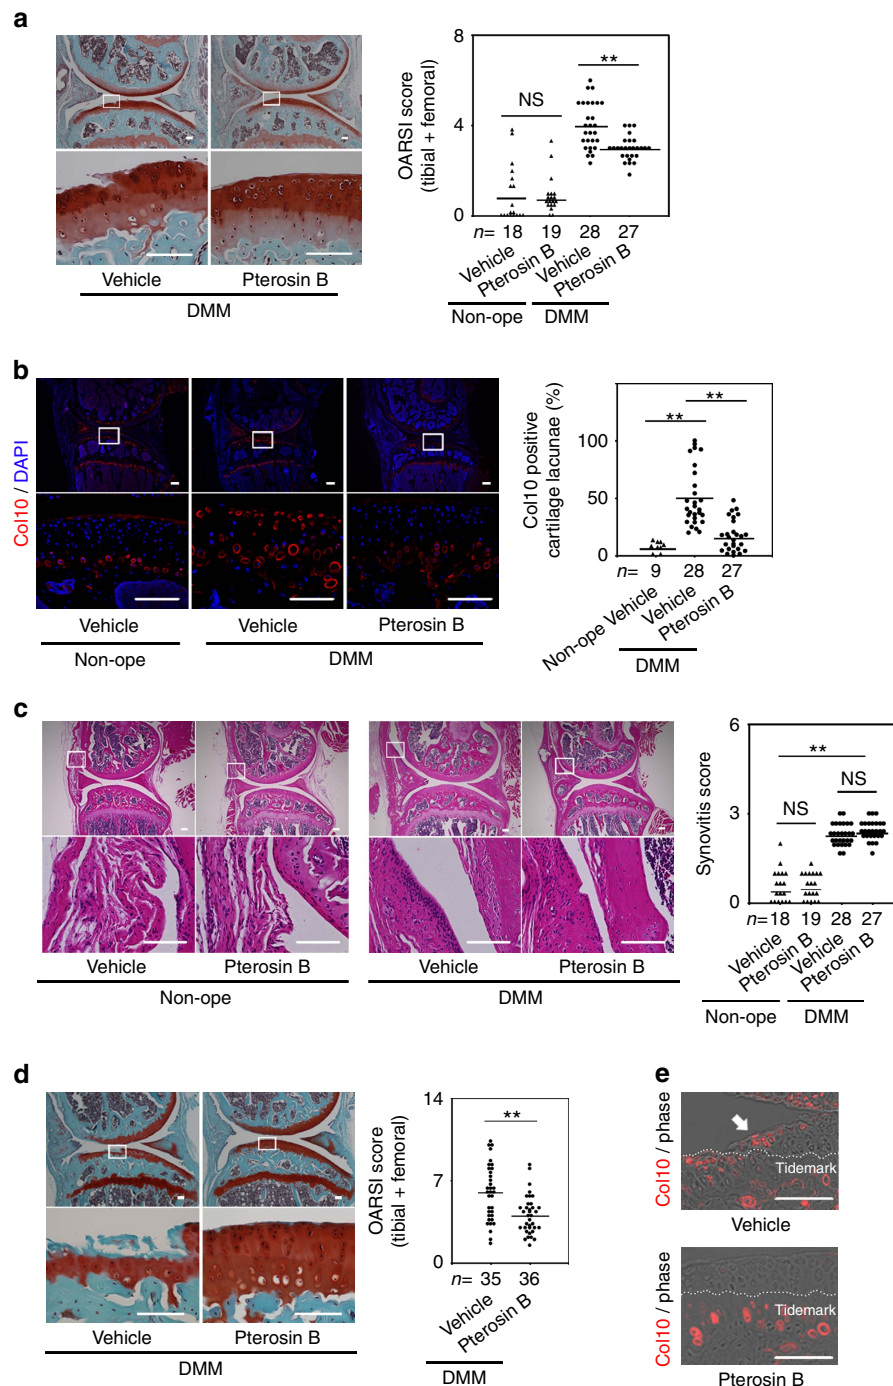 a
Vehicle
Pterosin B
DMM
OARSI score
(tibial + femoral)
8
4
0
NS
**
n= 18 19 28 27
Vehicle
Pterosin B
Vehicle
Pterosin B
Non-ope
DMM
b
Col10 / DAPI
Vehicle
Vehicle
Pterosin B
Non-ope
DMM
Col10 positive
cartilage lacunae (%)
100
50
0
**
**
n= 9 28 27
Non-ope Vehicle
Vehicle
Pterosin B
DMM
c
Vehicle
Pterosin B
Vehicle
Pterosin B
Non-ope
DMM
Synovitis score
6
3
0
**
NS
NS
n= 18 19 28 27
Vehicle
Pterosin B
Vehicle
Pterosin B
Non-ope
DMM
d
Vehicle
Pterosin B
DMM
OARSI score
(tibial + femoral)
14
7
0
**
n= 35 36
Vehicle
Pterosin B
DMM
e
Col10 / phase
Tidemark
Vehicle
Col10 / phase
Tidemark
Pterosin B